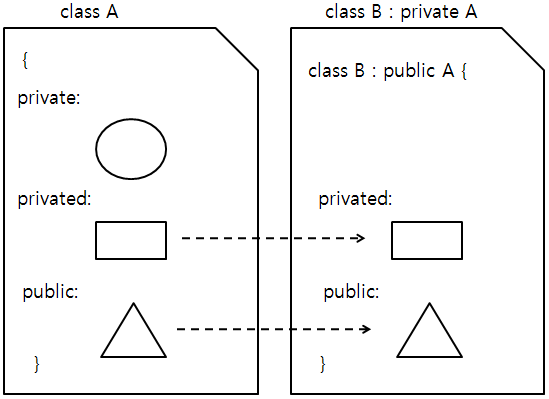 class A
{
private:
privated:
public:
}
class B : private A
class B : public A {
privated:
public:
}